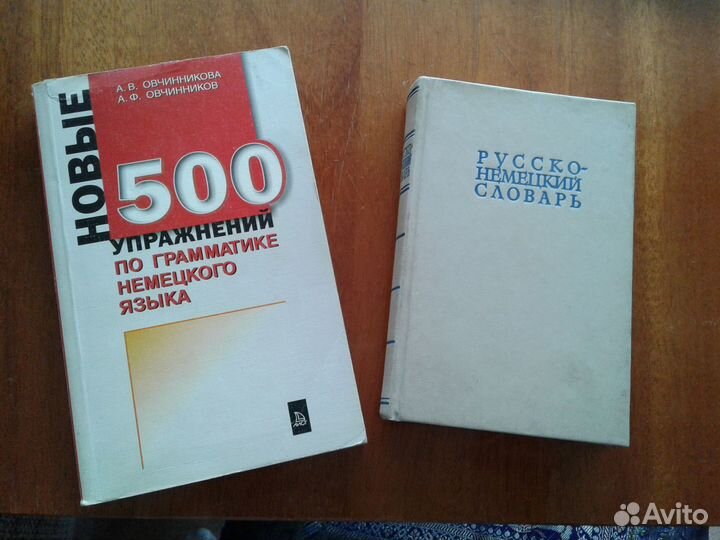 А. В. ОВЧИННИКОВА
А. Ф. ОВЧИННИКОВ
НОВЫЕ
500
УПРАЖНЕНИЙ
ПО ГРАММАТИКЕ
НЕМЕЦКОГО
ЯЗЫКА
РУССКО-
НЕМЕЦКИЙ
СЛОВАРЬ
Avito